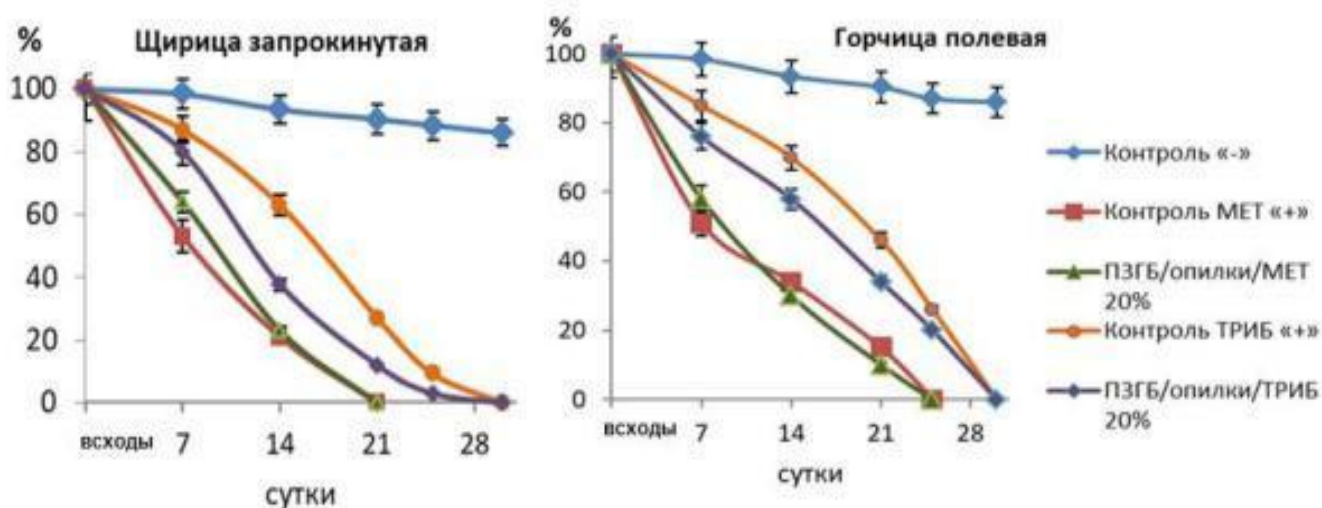 %
Щирица запрокинутая
100
80
60
40
20
0
всходы 7 14 21 28
сутки
%
Горчица полевая
100
80
60
40
20
0
всходы 7 14 21 28
сутки
Контроль «-»
Контроль МЕТ «+»
ПЗГБ/опилки/МЕТ
20%
Контроль ТРИБ «+»
ПЗГБ/опилки/ТРИБ
20%